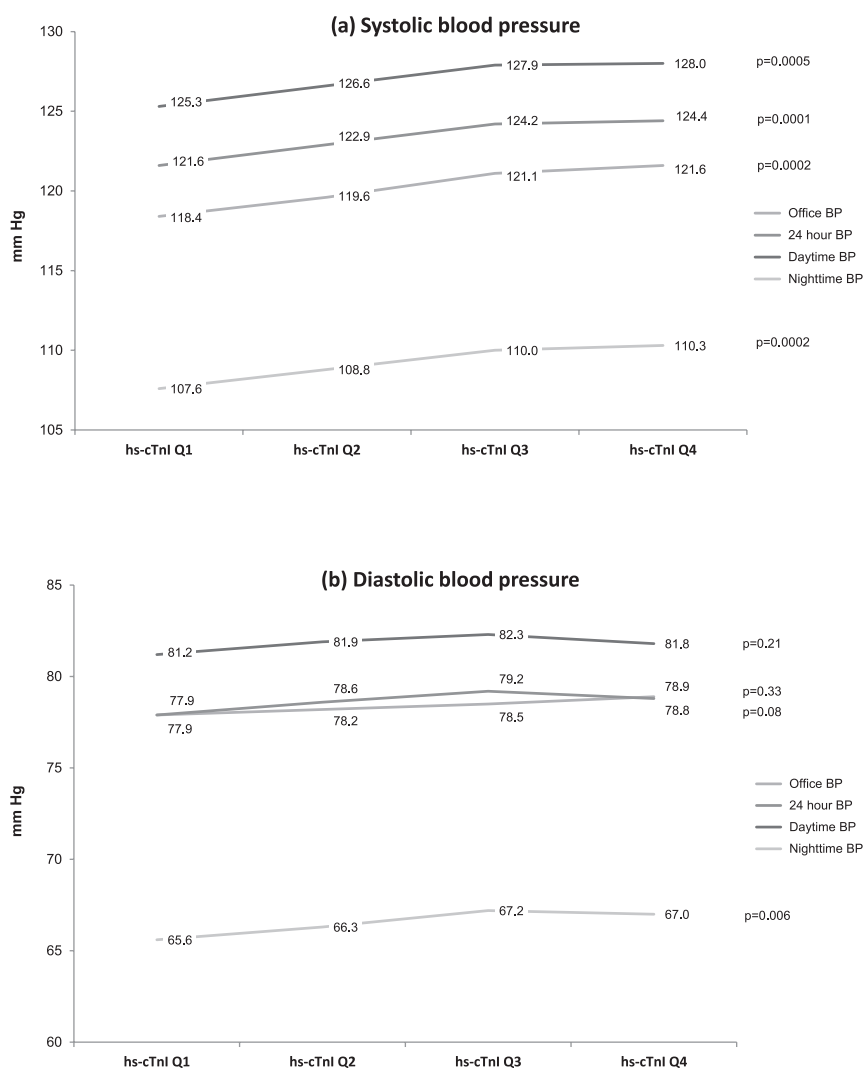 (a) Systolic blood pressure
mm Hg
130
125
120
115
110
105
125.3 126.6 127.9 128.0 p=0.0005
121.6 122.9 124.2 124.4 p=0.0001
118.4 119.6 121.1 121.6 p=0.0002
107.6 108.8 110.0 110.3 p=0.0002
Office BP
24 hour BP
Daytime BP
Nighttime BP
hs-cTnI Q1 hs-cTnI Q2 hs-cTnI Q3 hs-cTnI Q4
(b) Diastolic blood pressure
mm Hg
85
80
75
70
65
60
81.2 81.9 82.3 81.8 p=0.21
77.9 78.6 79.2 78.9 p=0.33
77.9 78.2 78.5 78.8 p=0.08
65.6 66.3 67.2 67.0 p=0.006
Office BP
24 hour BP
Daytime BP
Nighttime BP
hs-cTnI Q1 hs-cTnI Q2 hs-cTnI Q3 hs-cTnI Q4